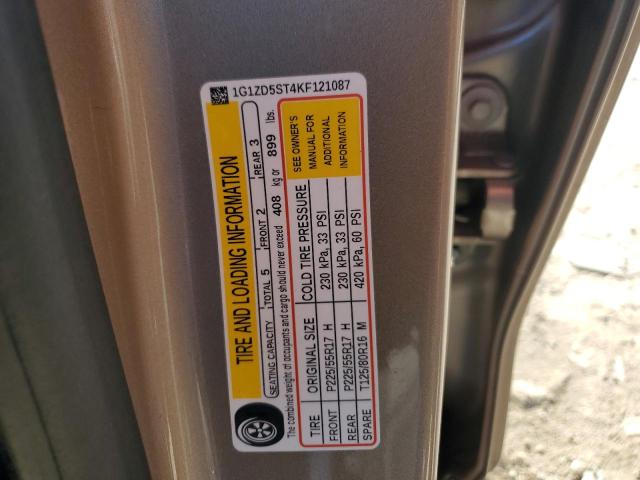 1G1ZD5ST4KF121087
TIRE AND LOADING INFORMATION
SEATING CAPACITY TOTAL 5 FRONT 2 REAR 3
The combined weight of occupants and cargo should never exceed 408 kg or 899 lbs.
TIRE ORIGINAL SIZE COLD TIRE PRESSURE
FRONT P225/55R17 H 230 kPa, 33 PSI
REAR P225/55R17 H 230 kPa, 33 PSI
SPARE T125/80R16 M 420 kPa, 60 PSI
SEE OWNER'S
MANUAL FOR
ADDITIONAL
INFORMATION